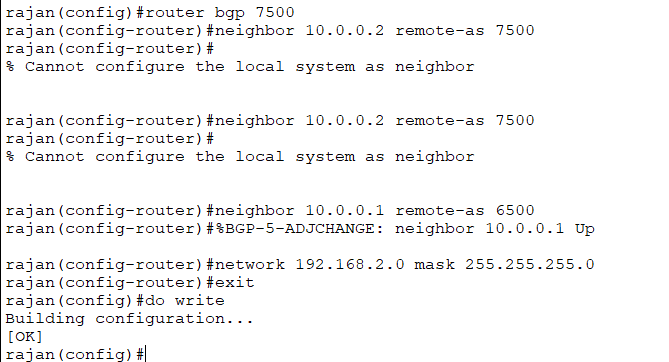 rajan(config)#router bgp 7500
rajan(config-router)#neighbor 10.0.0.2 remote-as 7500
rajan(config-router)#
% Cannot configure the local system as neighbor
rajan(config-router)#neighbor 10.0.0.2 remote-as 7500
rajan(config-router)#
% Cannot configure the local system as neighbor
rajan(config-router)#neighbor 10.0.0.1 remote-as 6500
rajan(config-router)#%BGP-5-ADJCHANGE: neighbor 10.0.0.1 Up
rajan(config-router)#network 192.168.2.0 mask 255.255.255.0
rajan(config-router)#exit
rajan(config)#do write
Building configuration...
[OK]
rajan(config)#